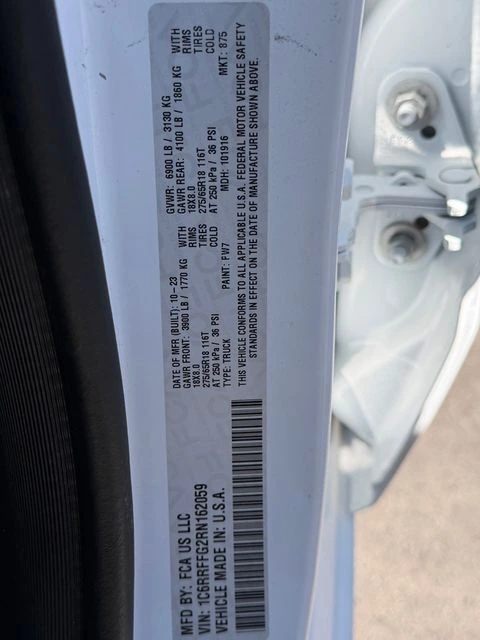 MFD BY: FCA US LLC
VIN: 1C6RRFFG2RN162059
VEHICLE MADE IN: U.S.A.
DATE OF MFR (BUILT): 10-23
GVWR: 6900 LB / 3130 KG
GAWR FRONT: 3900 LB / 1770 KG WITH
GAWR REAR: 4100 LB / 1860 KG WITH
18X8.0 RIMS
18X8.0 RIMS
275/65R18 116T TIRES
275/65R18 116T TIRES
AT 250 kPa / 36 PSI COLD
AT 250 kPa / 36 PSI COLD
TYPE: TRUCK PAINT: PW7 MDH: 101916 MKT: 875
THIS VEHICLE CONFORMS TO ALL APPLICABLE U.S.A. FEDERAL MOTOR VEHICLE SAFETY
STANDARDS IN EFFECT ON THE DATE OF MANUFACTURE SHOWN ABOVE.